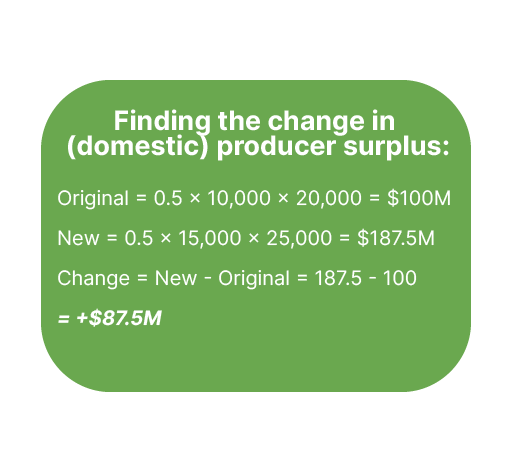 Finding the change in
(domestic) producer surplus:
Original = 0.5 × 10,000 × 20,000 = $100M
New = 0.5 × 15,000 × 25,000 = $187.5M
Change = New - Original = 187.5 - 100
= +$87.5M